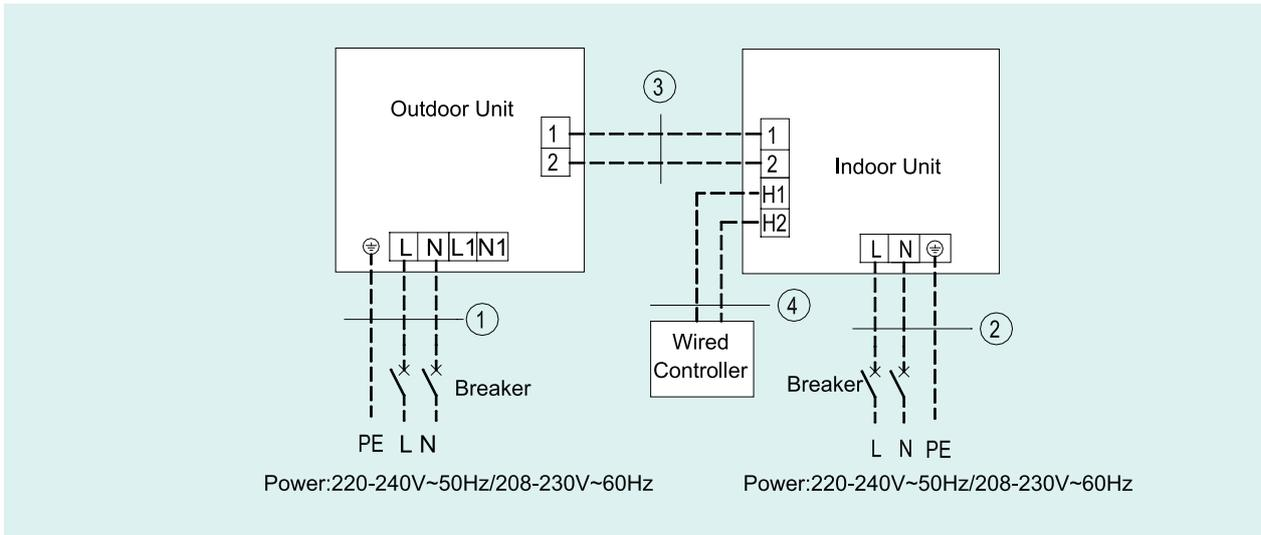 3
Outdoor Unit
1
2
1
2
H1
H2
Indoor Unit
L N L1 N1
L N
1
4
2
Wired
Controller
Breaker
Breaker
PE L N
L N PE
Power:220-240V~50Hz/208-230V~60Hz
Power:220-240V~50Hz/208-230V~60Hz